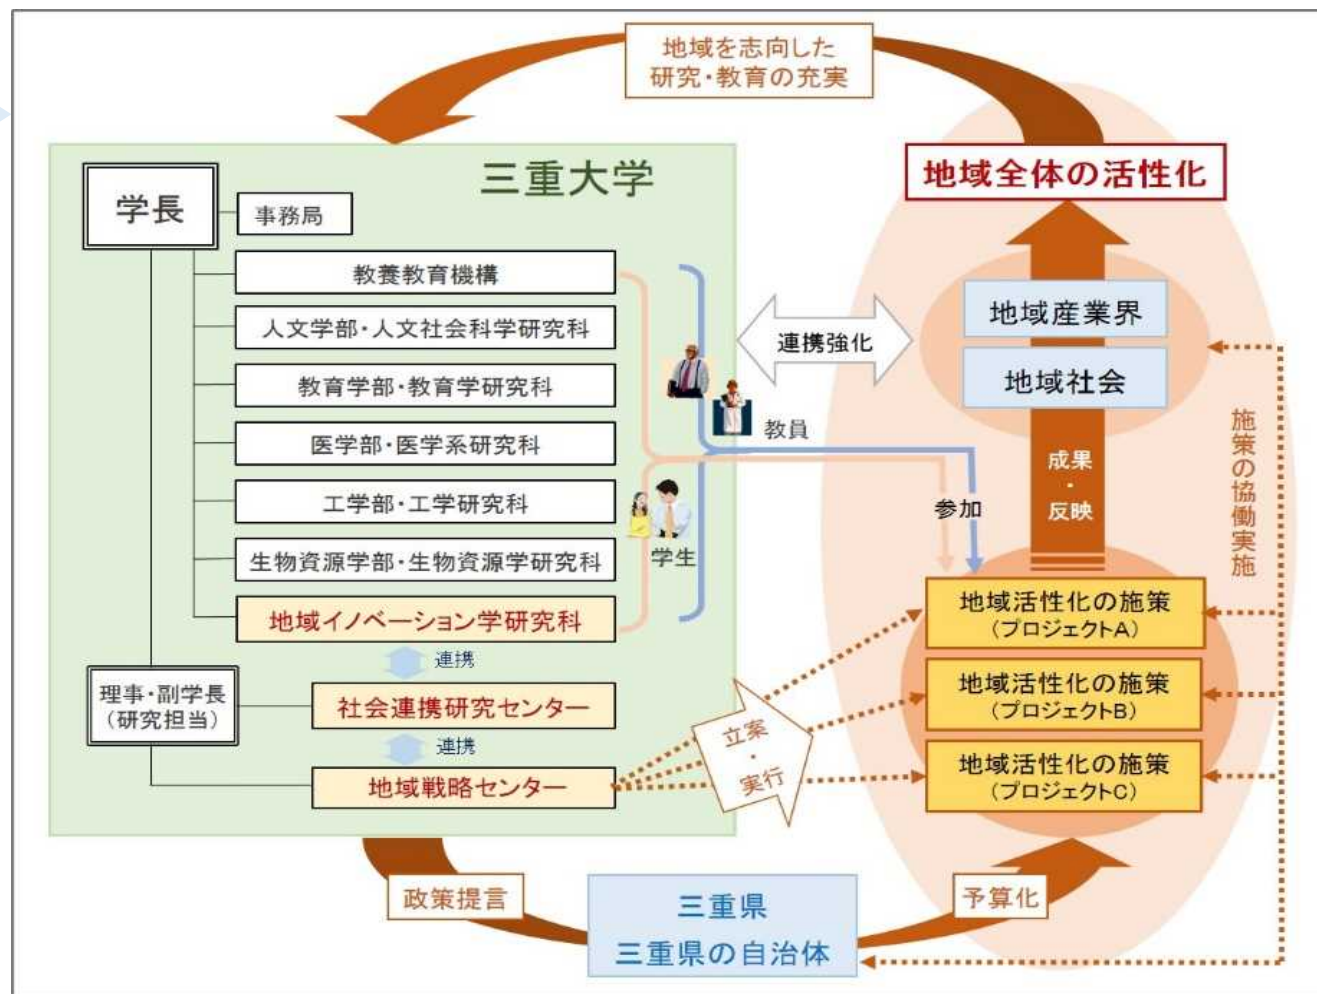 地域を志向した
研究・教育の充実
三重大学
学長
事務局
教養教育機構
人文学部・人文社会科学研究科
教育学部・教育学研究科
医学部・医学系研究科
工学部・工学研究科
生物資源学部・生物資源学研究科
地域イノベーション学研究科
連携
理事・副学長
(研究担当)
社会連携研究センター
連携
地域戦略センター
教員
学生
連携強化
参加
立案
・
実行
地域全体の活性化
地域産業界
地域社会
成果
・
反映
施策の協働実施
地域活性化の施策
(プロジェクトA)
地域活性化の施策
(プロジェクトB)
地域活性化の施策
(プロジェクトC)
政策提言
三重県
三重県の自治体
予算化